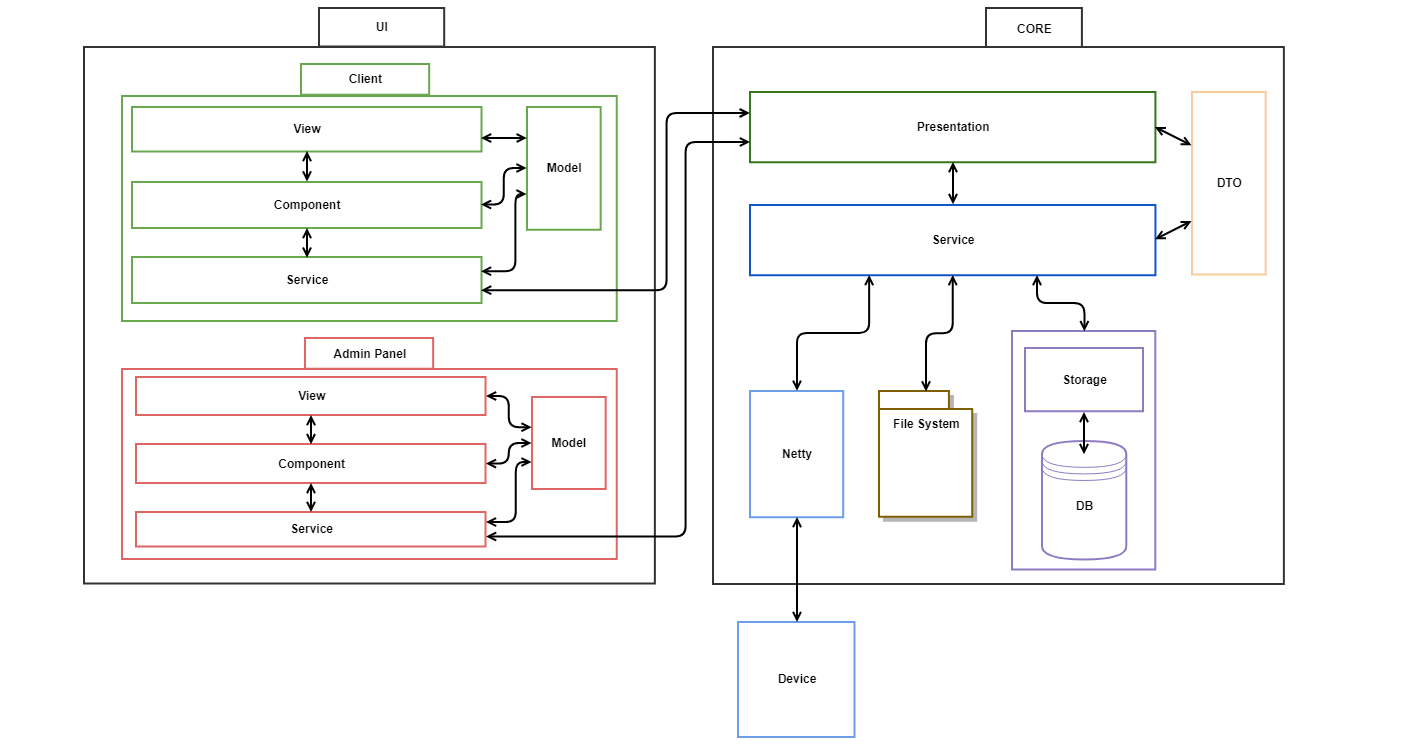 UI
Client
View
Model
Component
Service
Admin Panel
View
Model
Component
Service
CORE
Presentation
DTO
Service
Storage
Netty
File System
DB
Device